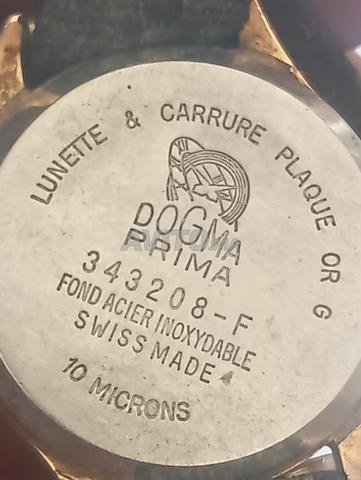 LUNETTE & CARRURE PLAQUE OR G
DOGMA
PRIMA
343208-F
FOND ACIER INOXYDABLE
SWISS MADE
10 MICRONS